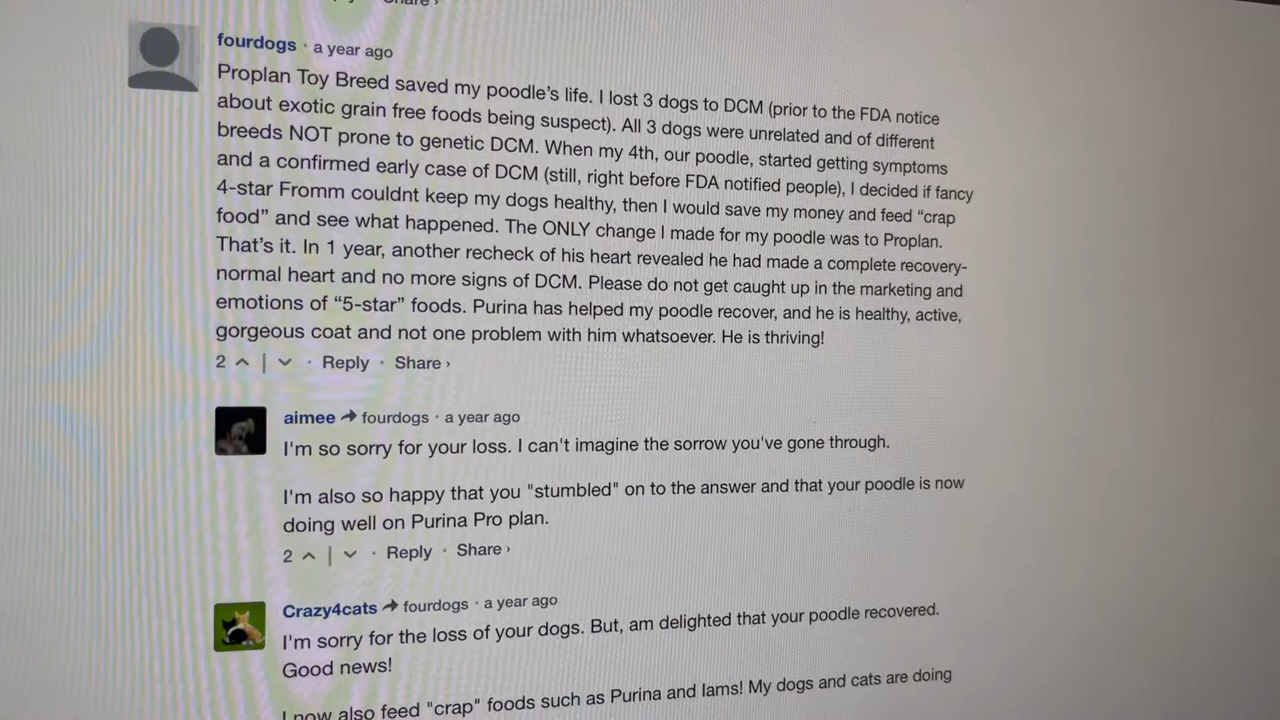 Share ›
fourdogs · a year ago
Proplan Toy Breed saved my poodle’s life. I lost 3 dogs to DCM (prior to the FDA notice
about exotic grain free foods being suspect). All 3 dogs were unrelated and of different
breeds NOT prone to genetic DCM. When my 4th, our poodle, started getting symptoms
and a confirmed early case of DCM (still, right before FDA notified people), I decided if fancy
4-star Fromm couldnt keep my dogs healthy, then I would save my money and feed “crap
food” and see what happened. The ONLY change I made for my poodle was to Proplan.
That’s it. In 1 year, another recheck of his heart revealed he had made a complete recovery-
normal heart and no more signs of DCM. Please do not get caught up in the marketing and
emotions of “5-star” foods. Purina has helped my poodle recover, and he is healthy, active,
gorgeous coat and not one problem with him whatsoever. He is thriving!
2 | · Reply · Share ›
aimee fourdogs · a year ago
I'm so sorry for your loss. I can't imagine the sorrow you've gone through.
I'm also so happy that you "stumbled" on to the answer and that your poodle is now
doing well on Purina Pro plan.
2 | · Reply · Share ›
Crazy4cats fourdogs · a year ago
I'm sorry for the loss of your dogs. But, am delighted that your poodle recovered.
Good news!
I now also feed "crap" foods such as Purina and Iams! My dogs and cats are doing